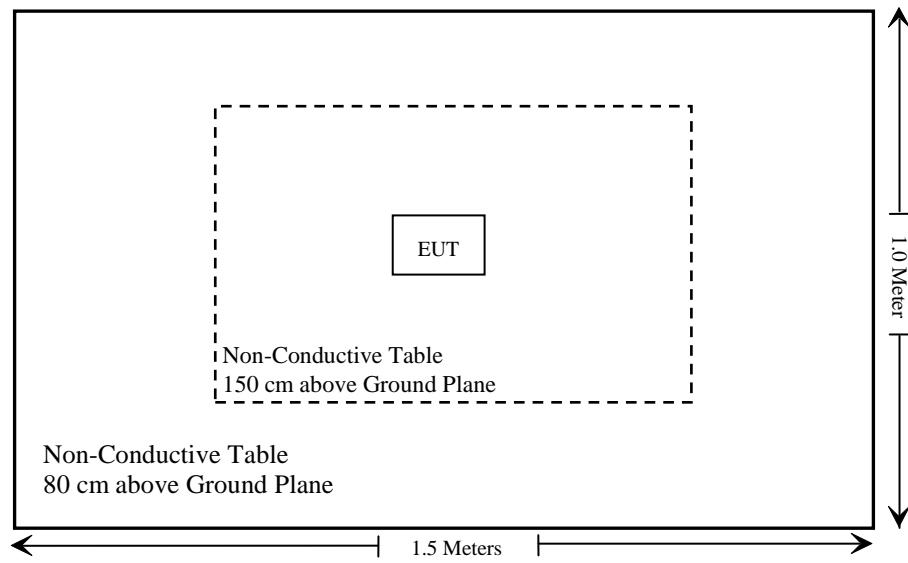 EUT
Non-Conductive Table
150 cm above Ground Plane
Non-Conductive Table
80 cm above Ground Plane
1.0 Meter
1.5 Meters